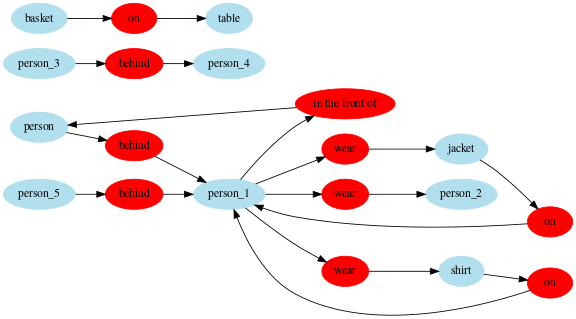 basket on table
person_3 behind person_4
in the front of
person
behind
wear jacket
person_5 behind person_1 wear person_2
on
wear shirt on